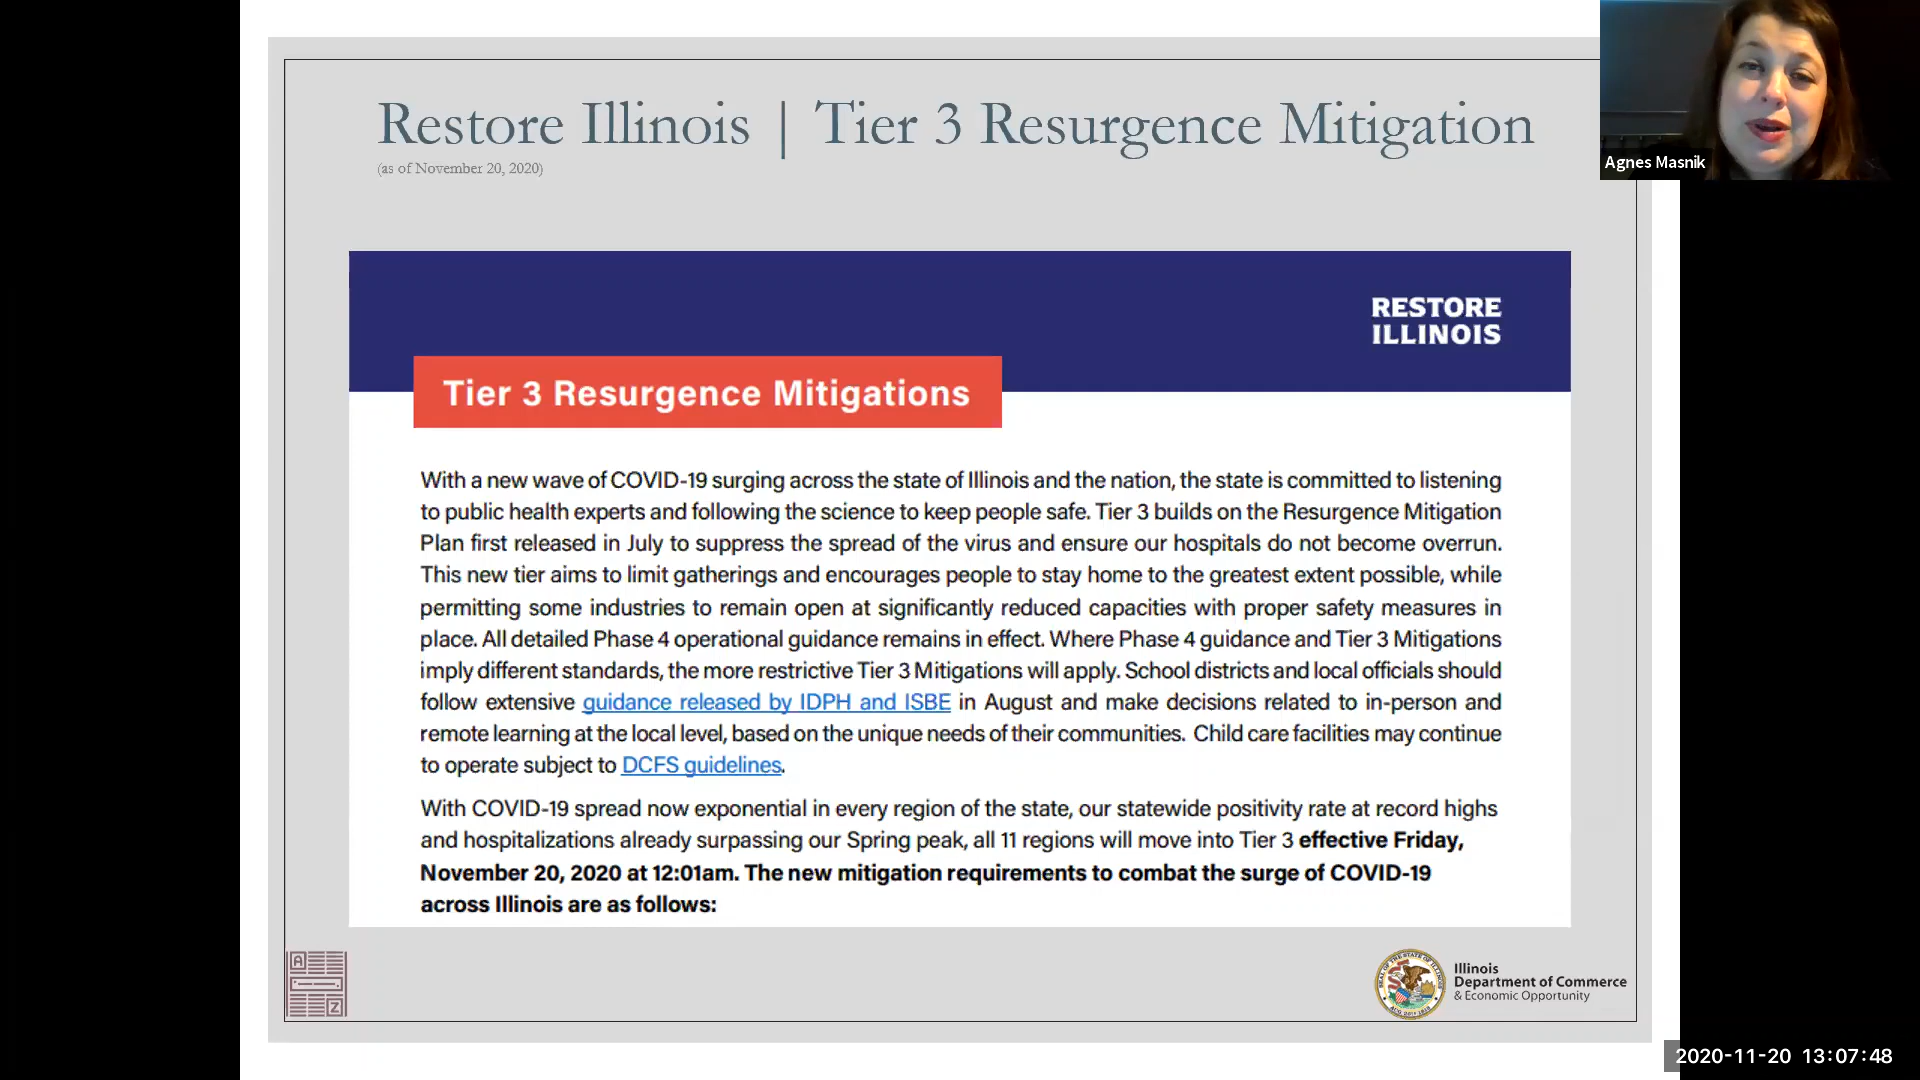 Restore Illinois | Tier 3 Resurgence Mitigation
(as of November 20, 2020)
Agnes Masnik
RESTORE
ILLINOIS
Tier 3 Resurgence Mitigations
With a new wave of COVID-19 surging across the state of Illinois and the nation, the state is committed to listening
to public health experts and following the science to keep people safe. Tier 3 builds on the Resurgence Mitigation
Plan first released in July to suppress the spread of the virus and ensure our hospitals do not become overrun.
This new tier aims to limit gatherings and encourages people to stay home to the greatest extent possible, while
permitting some industries to remain open at significantly reduced capacities with proper safety measures in
place. All detailed Phase 4 operational guidance remains in effect. Where Phase 4 guidance and Tier 3 Mitigations
imply different standards, the more restrictive Tier 3 Mitigations will apply. School districts and local officials should
follow extensive guidance released by IDPH and ISBE in August and make decisions related to in-person and
remote learning at the local level, based on the unique needs of their communities. Child care facilities may continue
to operate subject to DCFS guidelines.
With COVID-19 spread now exponential in every region of the state, our statewide positivity rate at record highs
and hospitalizations already surpassing our Spring peak, all 11 regions will move into Tier 3 effective Friday,
November 20, 2020 at 12:01am. The new mitigation requirements to combat the surge of COVID-19
across Illinois are as follows:
A
Z
SEAL OF THE STATE OF ILLINOIS
AUG. 26TH 1818
Illinois
Department of Commerce
& Economic Opportunity
2020-11-20 13:07:48